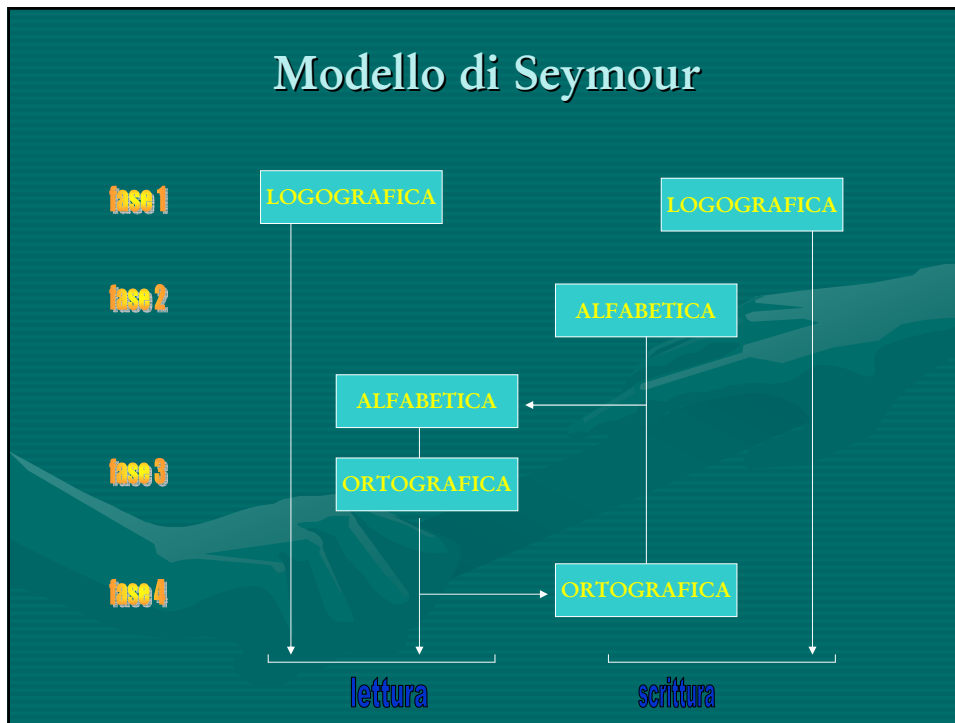 Modello di Seymour
fase 1
LOGOGRAFICA
LOGOGRAFICA
fase 2
ALFABETICA
ALFABETICA
fase 3
ORTOGRAFICA
fase 4
ORTOGRAFICA
lettura
scrittura